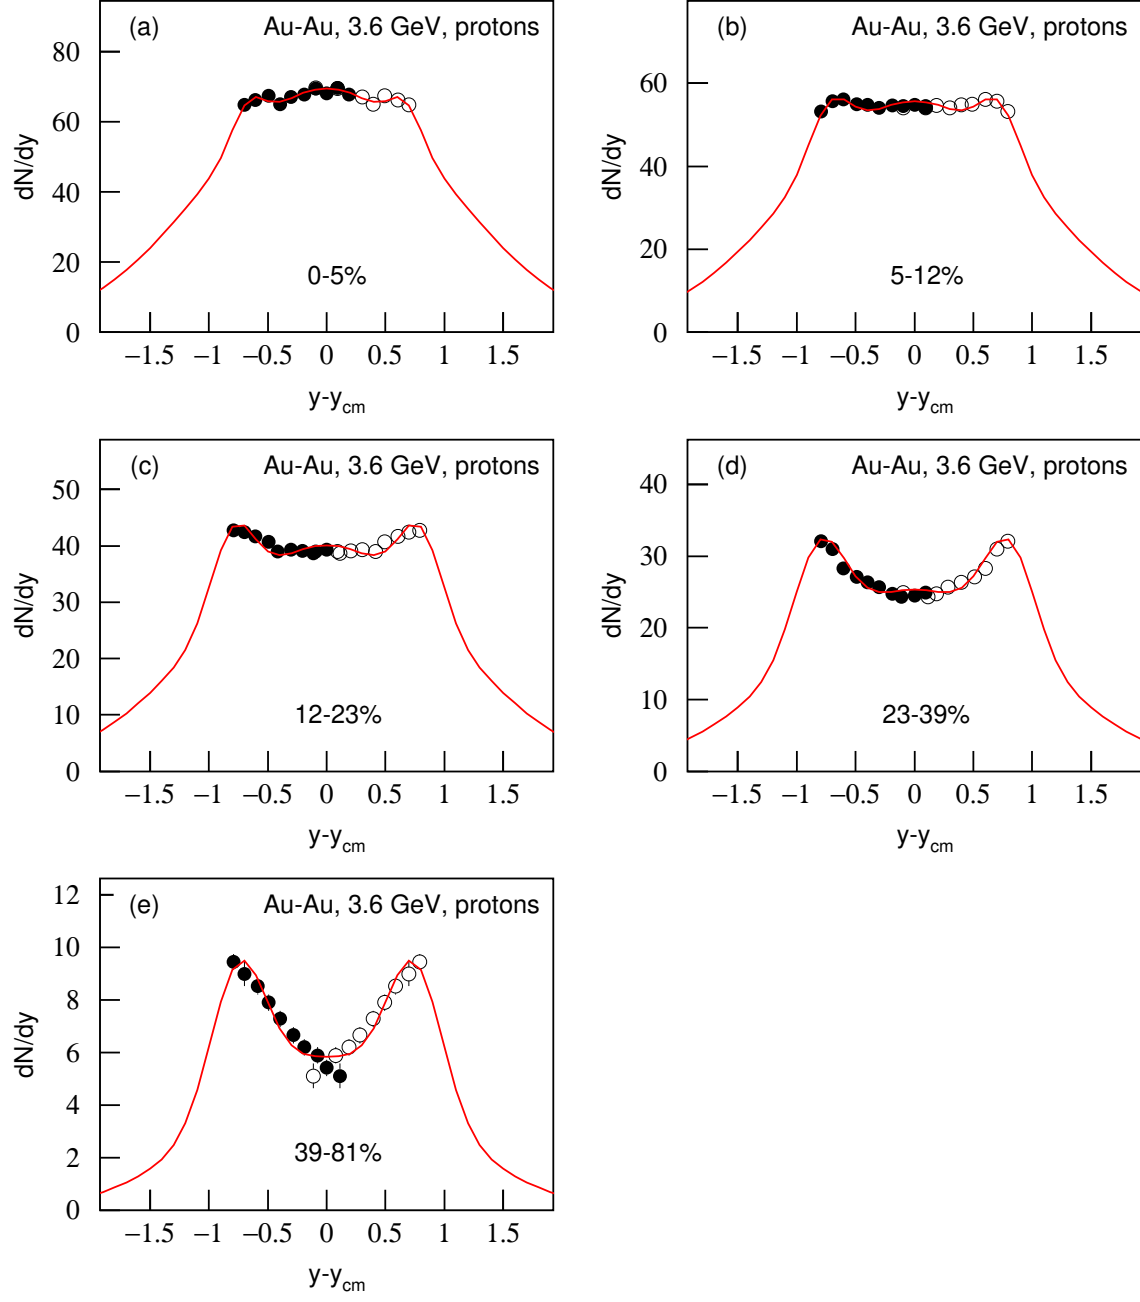 (a) Au-Au, 3.6 GeV, protons
80
60
40
20
0
dN/dy
0-5%
−1.5 −1 −0.5 0 0.5 1 1.5
y-ycm
(b) Au-Au, 3.6 GeV, protons
60
40
20
0
dN/dy
5-12%
−1.5 −1 −0.5 0 0.5 1 1.5
y-ycm
(c) Au-Au, 3.6 GeV, protons
50
40
30
20
10
0
dN/dy
12-23%
−1.5 −1 −0.5 0 0.5 1 1.5
y-ycm
(d) Au-Au, 3.6 GeV, protons
40
30
20
10
0
dN/dy
23-39%
−1.5 −1 −0.5 0 0.5 1 1.5
y-ycm
(e) Au-Au, 3.6 GeV, protons
12
10
8
6
4
2
0
dN/dy
39-81%
−1.5 −1 −0.5 0 0.5 1 1.5
y-ycm